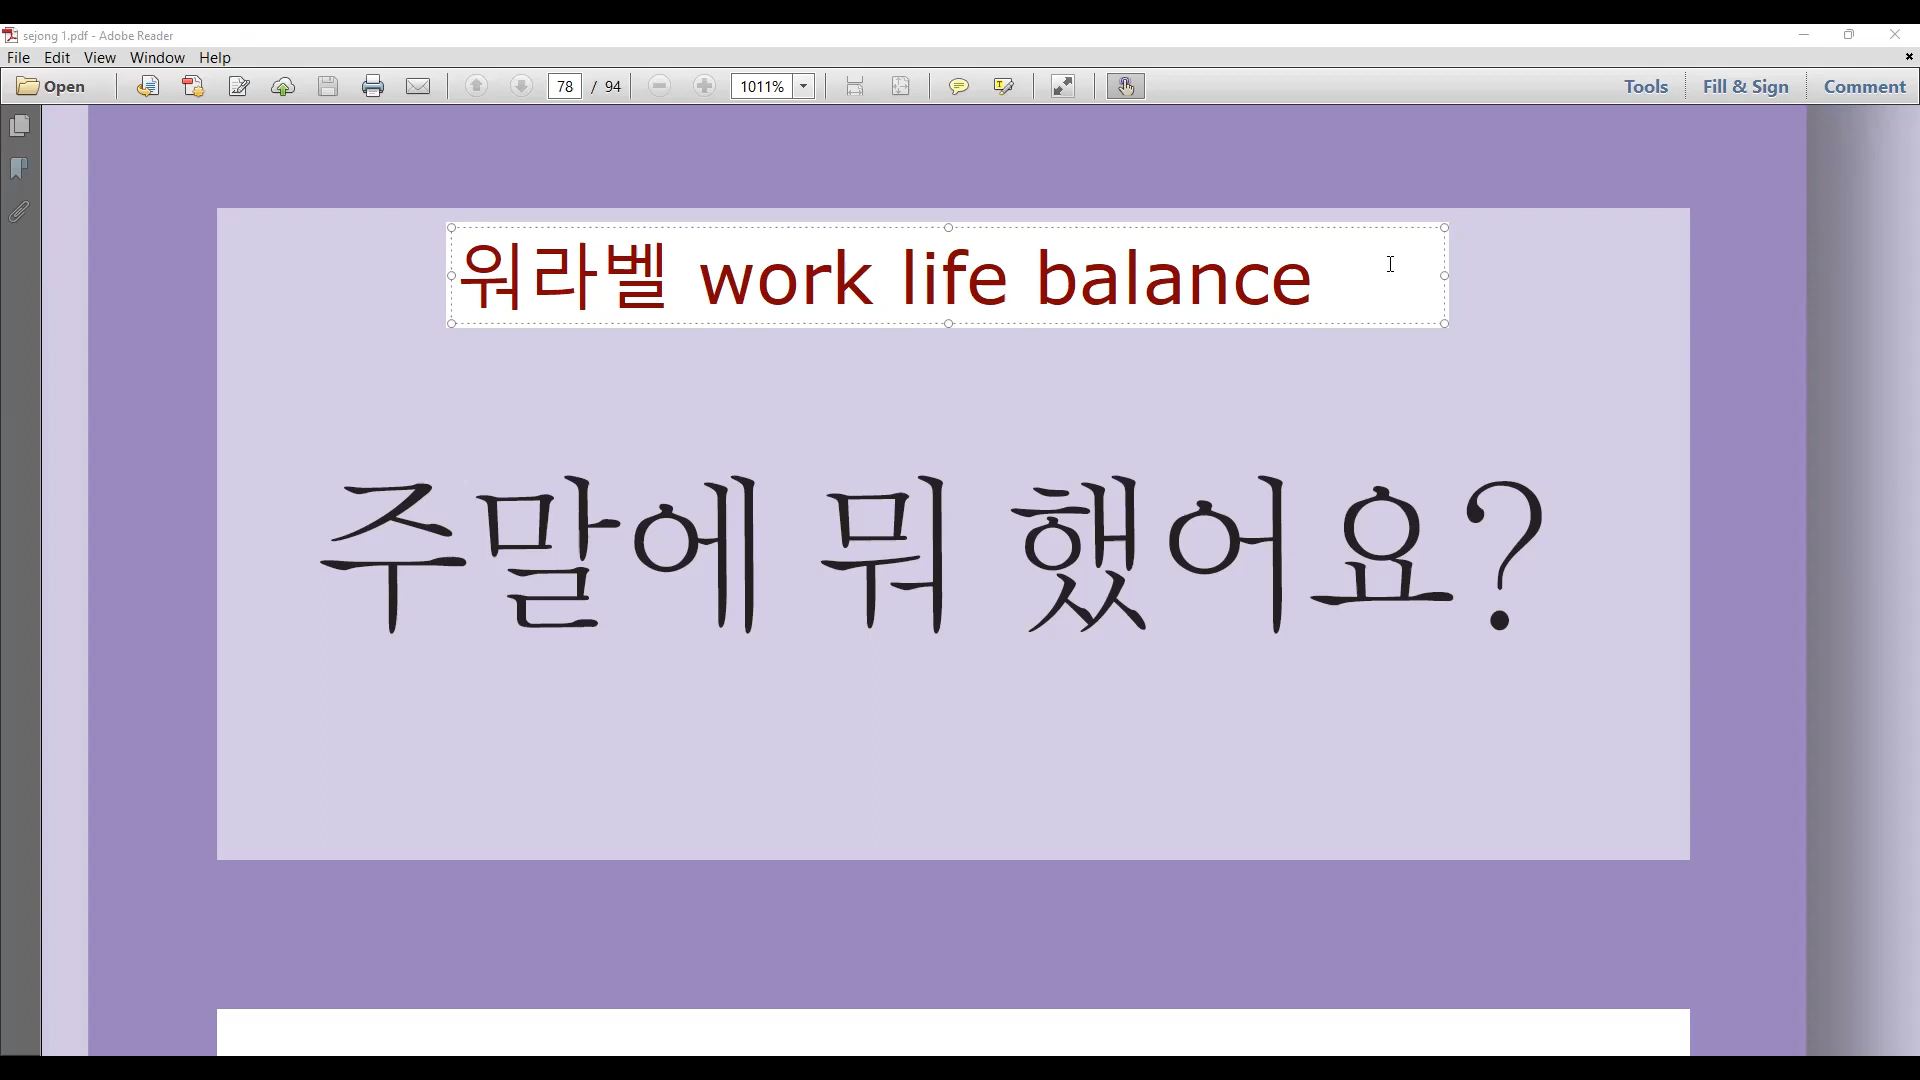 sejong 1.pdf - Adobe Reader
File Edit View Window Help
Open 78 / 94 1011% Tools Fill & Sign Comment
워라벨 work life balance
주말에 뭐 했어요?